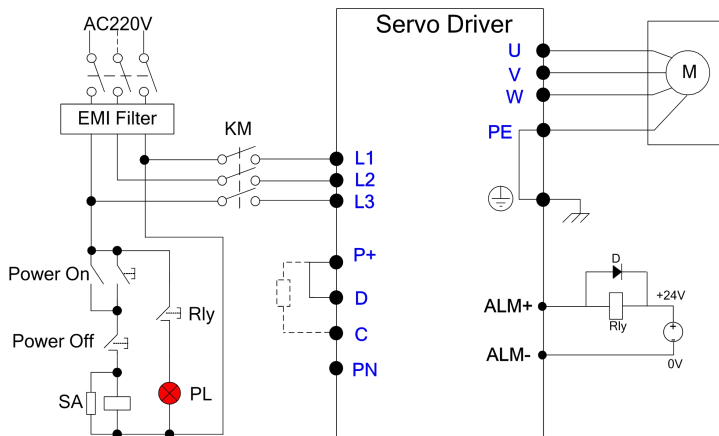 AC220V
Servo Driver
EMI Filter
KM
U
V
W
PE
M
L1
L2
L3
P+
D
C
PN
Power On
Power Off
Rly
SA
PL
D
ALM+
Rly
+24V
+
-
ALM-
0V